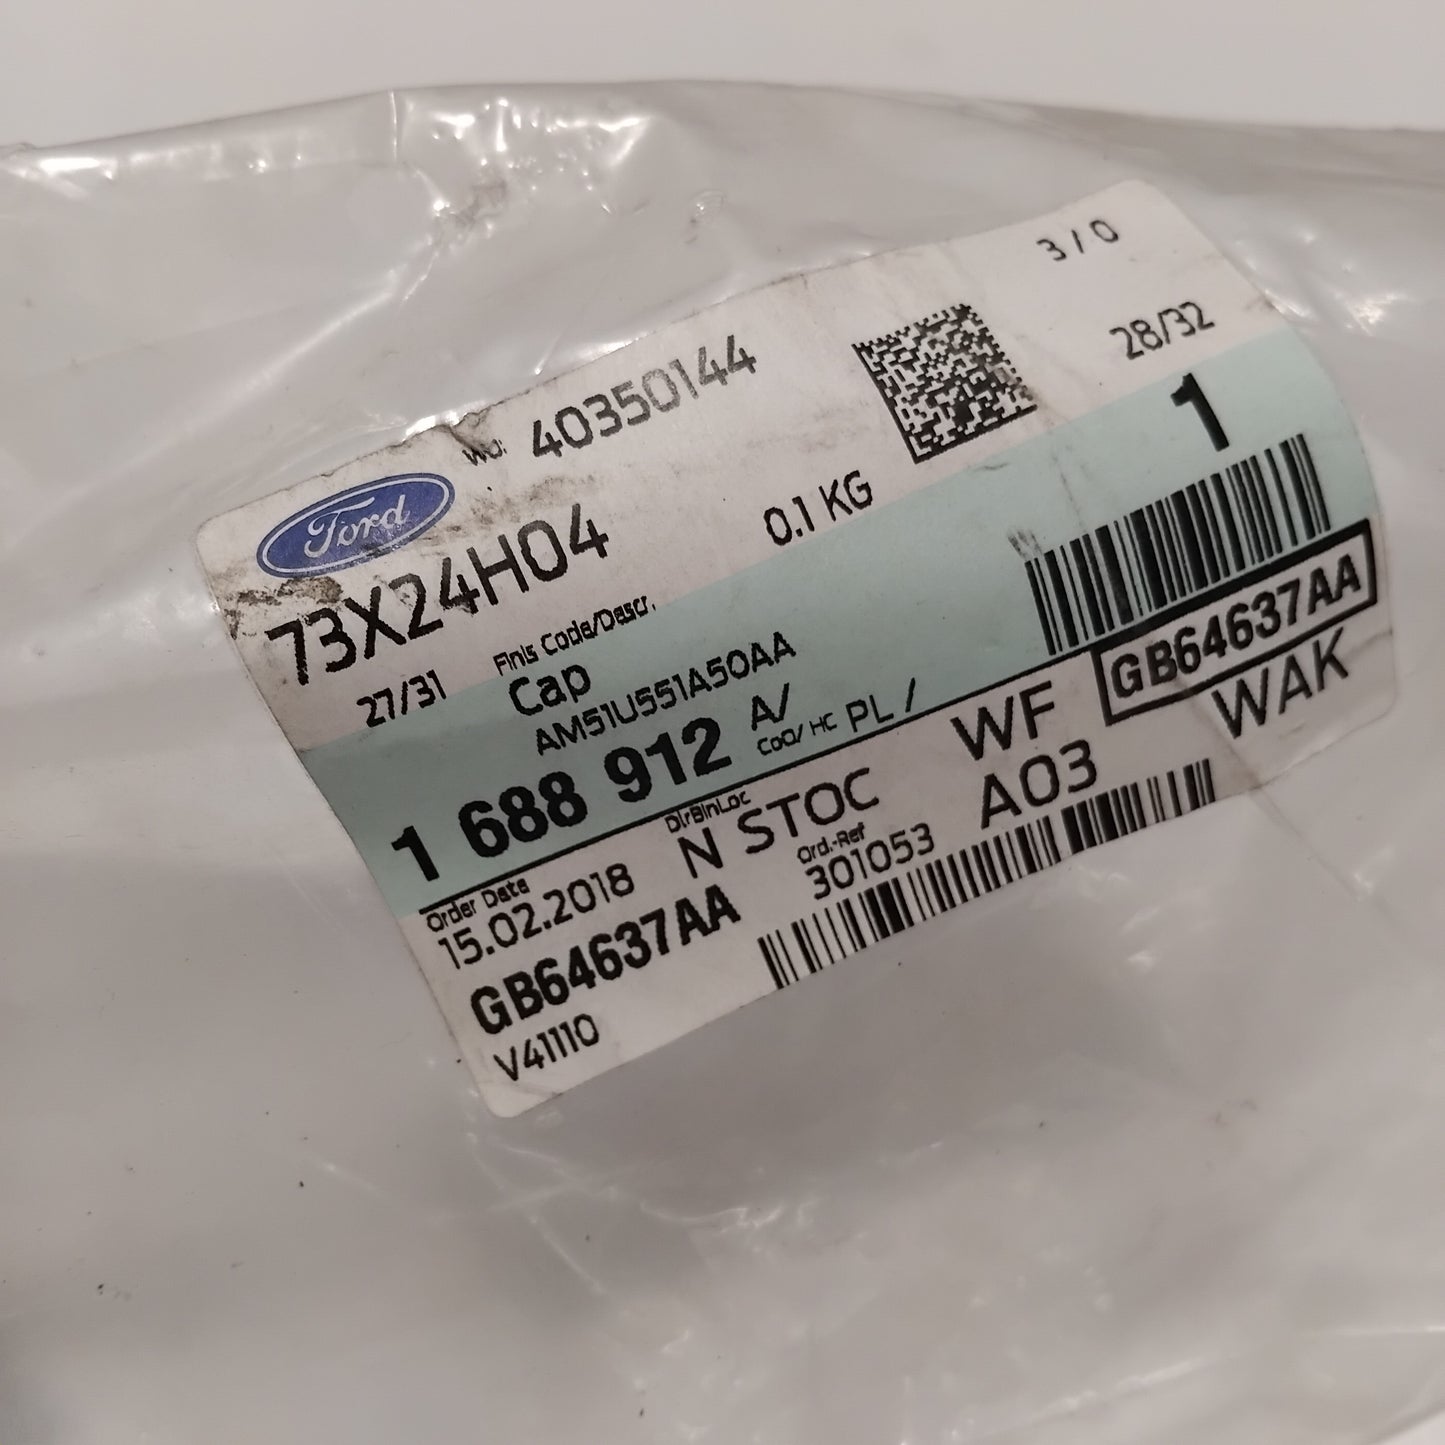 3 / 0
WO: 40350144
28/32
Ford
73X24H04
0.1 KG
1
27/31
Finis Code/Descr.
Cap
AM51U551A50AA
1 688 912 A/
CoO/ HC PL /
GB64637AA
WF
WAK
Order Date
15.02.2018
DlrBinLoc
N STOC
A03
GB64637AA
Ord.-Ref
301053
V41110